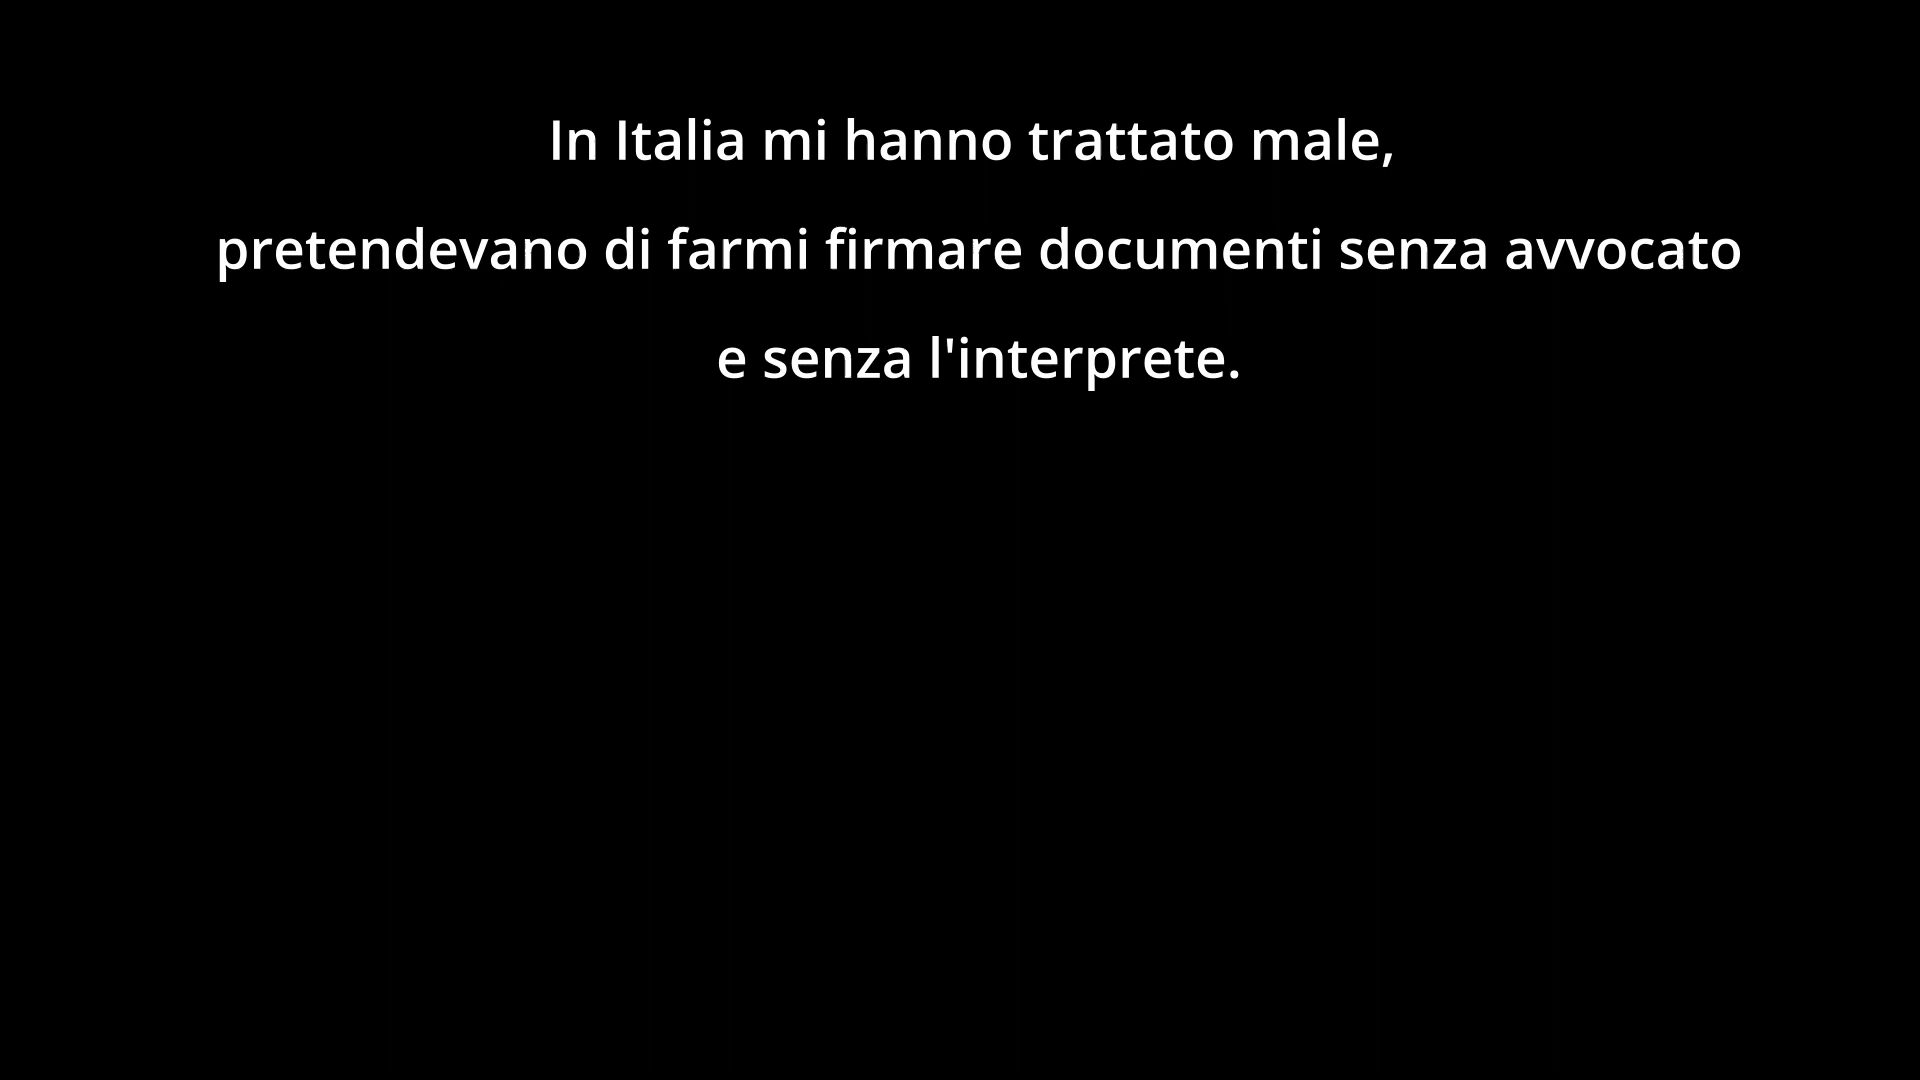 In Italia mi hanno trattato male,
pretendevano di farmi firmare documenti senza avvocato
e senza l'interprete.